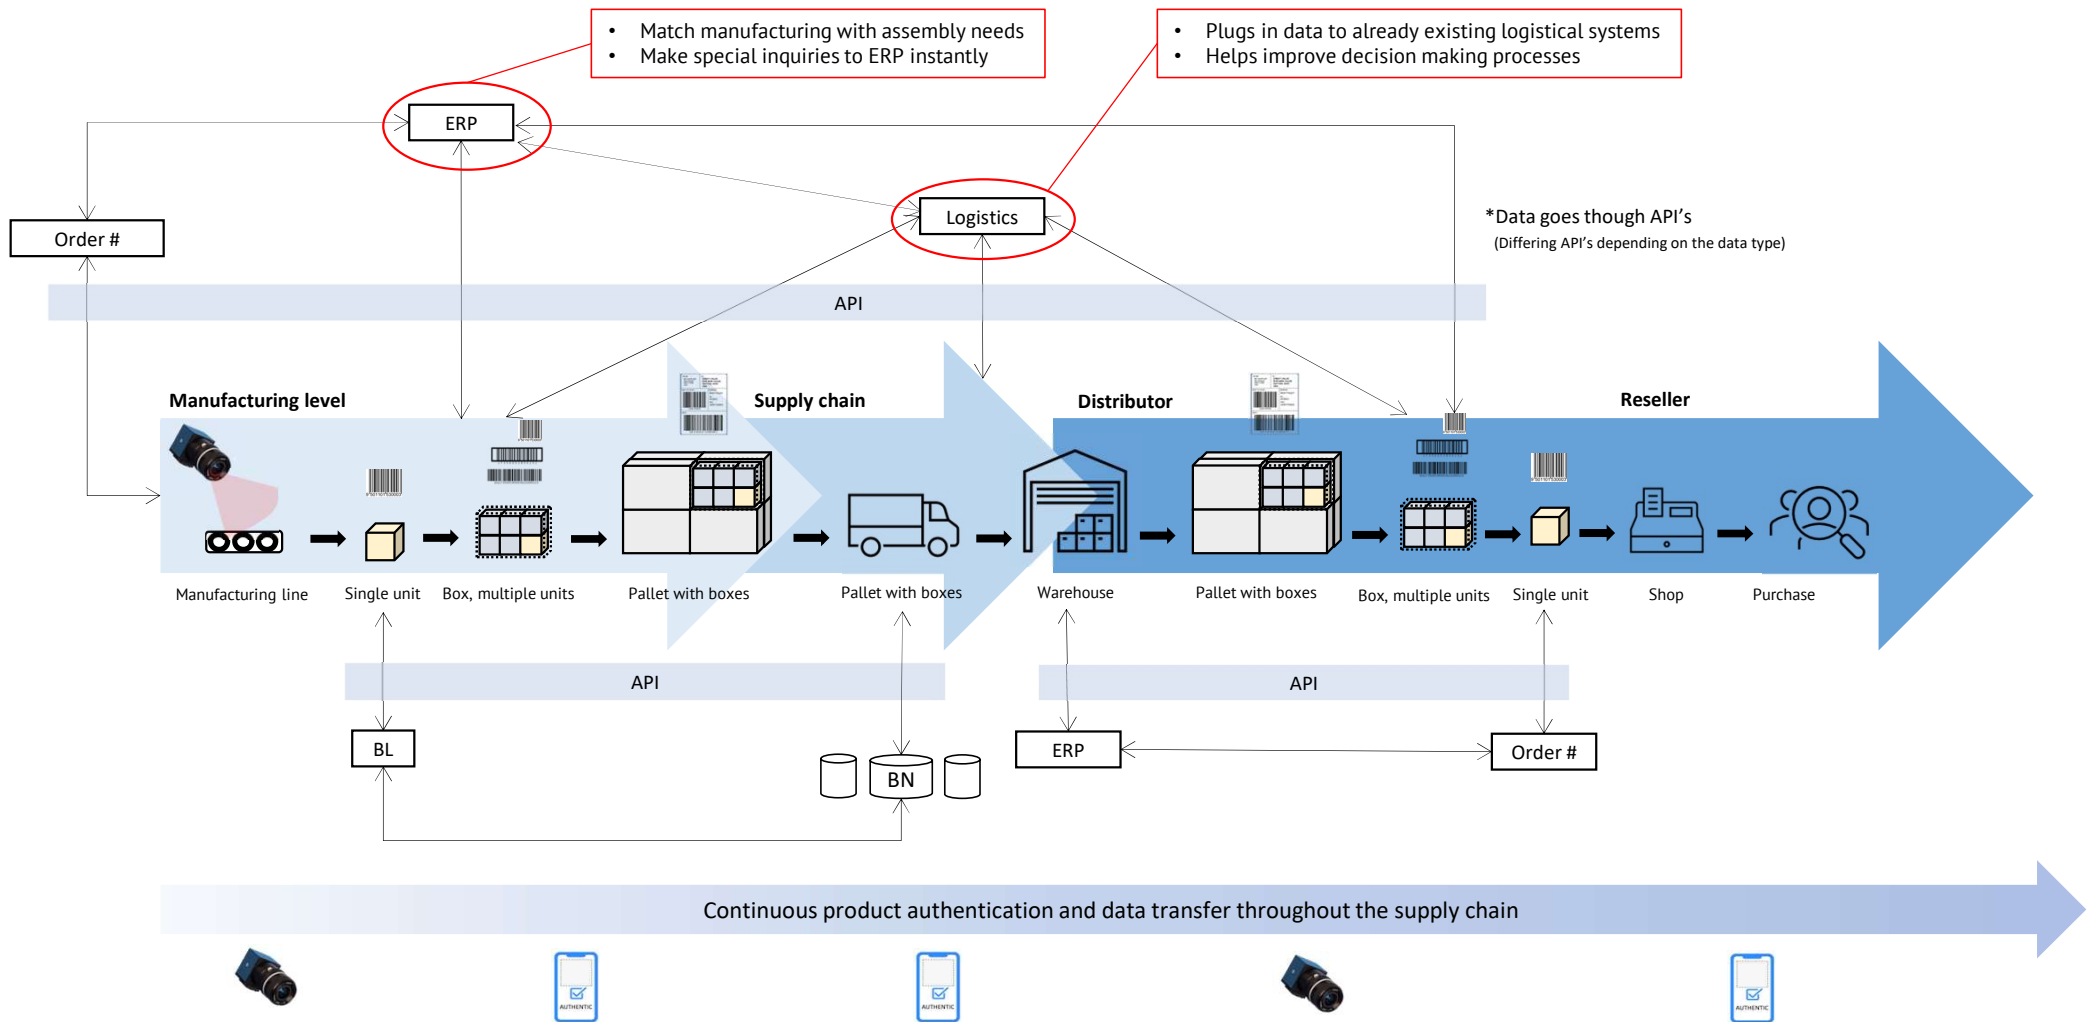 • Match manufacturing with assembly needs
• Make special inquiries to ERP instantly
• Plugs in data to already existing logistical systems
• Helps improve decision making processes
ERP
Logistics
Order #
*Data goes though API's
(Differing API's depending on the data type)
API
Manufacturing level
Supply chain
Distributor
Reseller
Manufacturing line
Single unit
Box, multiple units
Pallet with boxes
Pallet with boxes
Warehouse
Pallet with boxes
Box, multiple units
Single unit
Shop
Purchase
API
API
BL
BN
ERP
Order #
Continuous product authentication and data transfer throughout the supply chain
AUTHENTIC
AUTHENTIC
AUTHENTIC